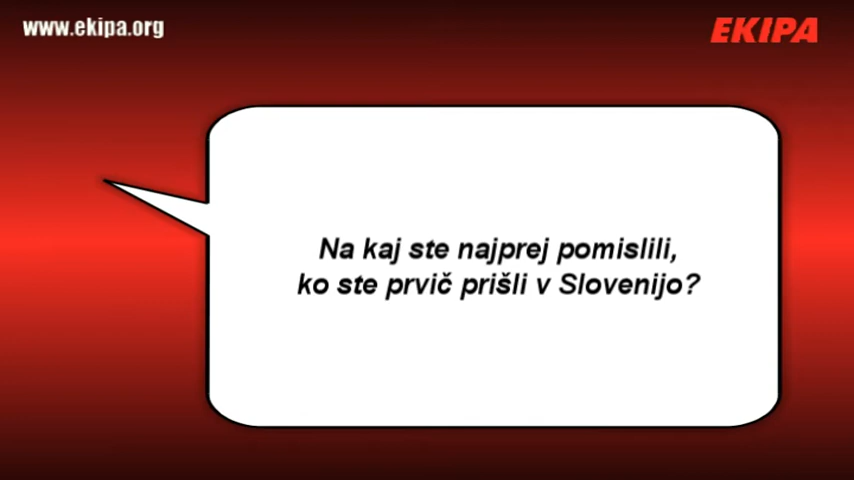 www.ekipa.org
EKIPA
Na kaj ste najprej pomislili,
ko ste prvič prišli v Slovenijo?